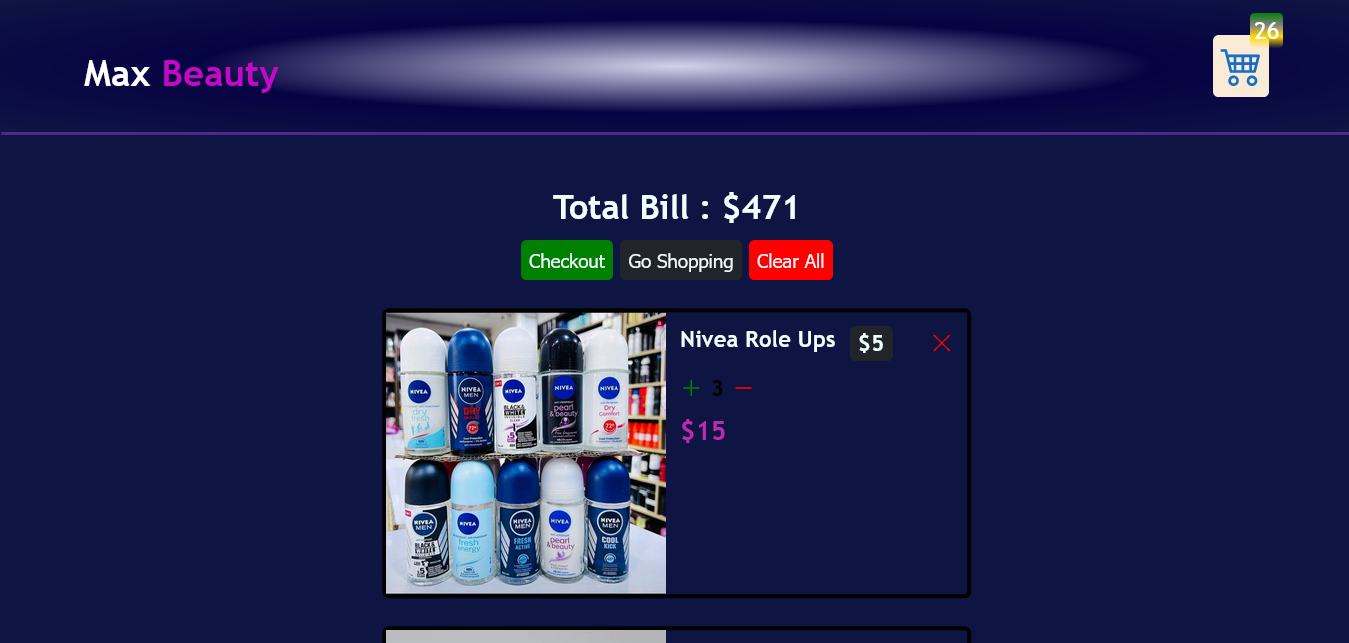 26
Max Beauty
Total Bill : $471
Checkout Go Shopping Clear All
Nivea Role Ups $5
+ 3 −
$15
NIVEA
dry
fresh
NIVEA
MEN
DRY
NIVEA
BLACK&
WHITE
NIVEA
pearl
& beauty
NIVEA
Dry
Comfort
NIVEA
MEN
BLACK&
WHITE
NIVEA
fresh
energy
NIVEA
MEN
FRESH
ACTIVE
NIVEA
pearl
& beauty
NIVEA
MEN
COOL
KICK